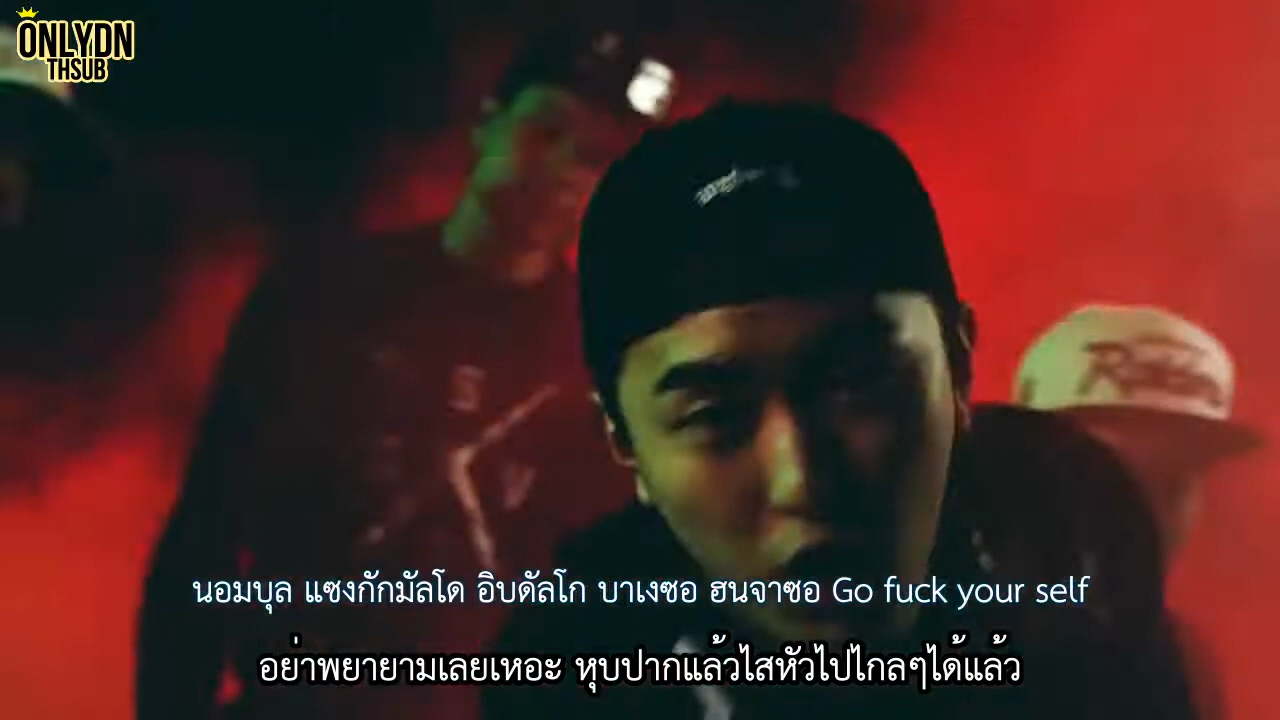 ONLYDN
THSUB
นอมบุล แซงกักมัลโด อิบดัลโก บาเงซอ ฮนจาซอ Go fuck your self
อย่าพยายามเลยเหอะ หุบปากแล้วไสหัวไปไกลๆได้แล้ว